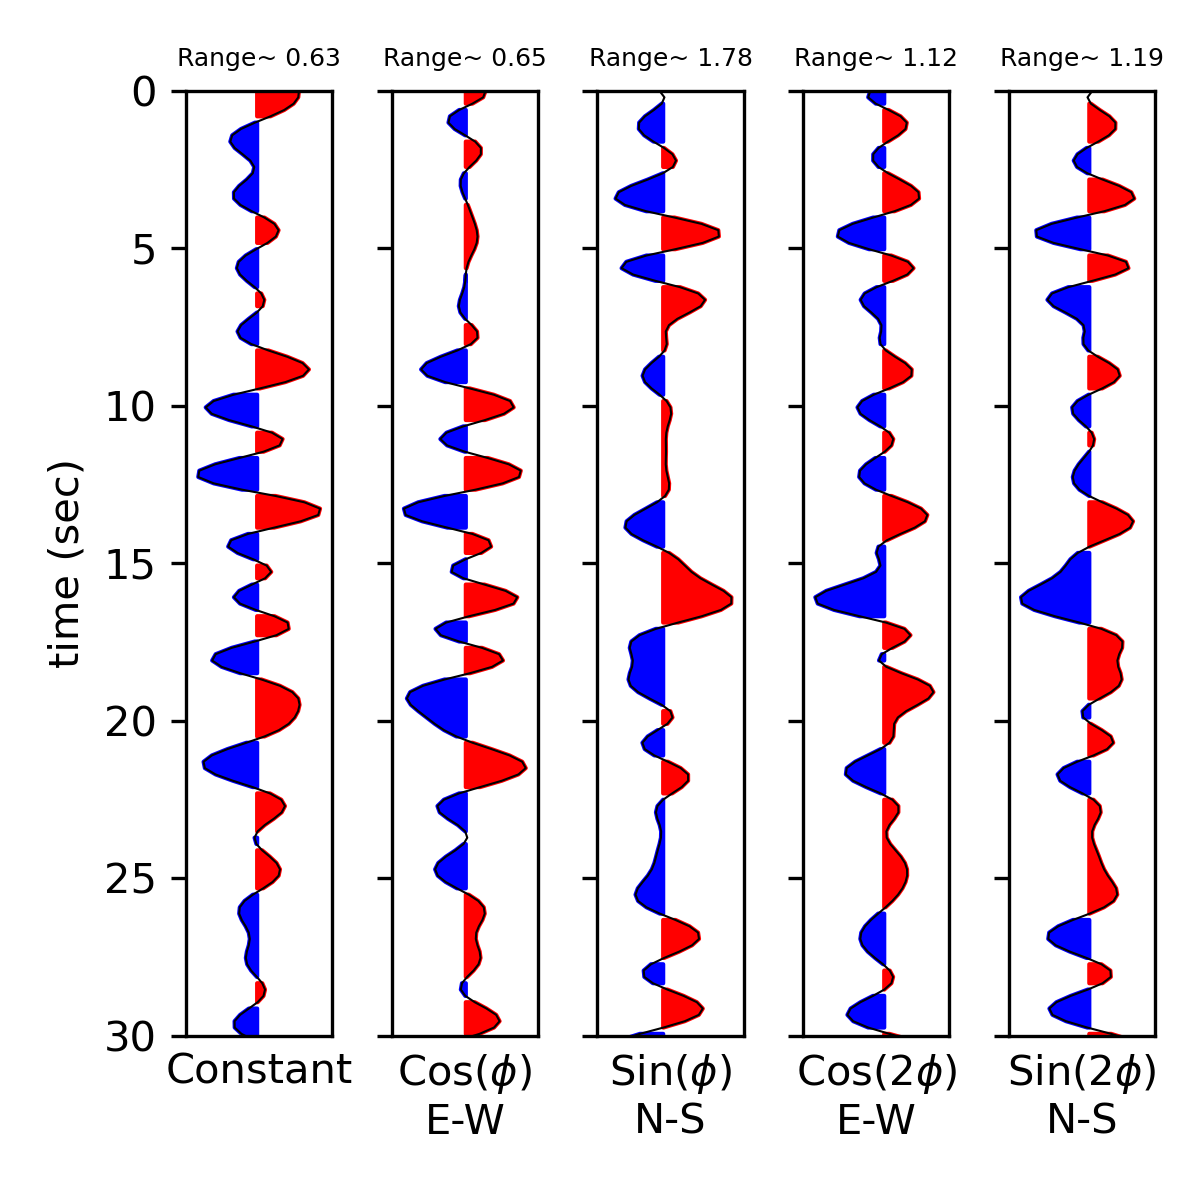 Range~ 0.63 Range~ 0.65 Range~ 1.78 Range~ 1.12 Range~ 1.19
0
5
10
15
20
25
30
time (sec)
Constant Cos(ϕ) Sin(ϕ) Cos(2ϕ) Sin(2ϕ)
E-W N-S E-W N-S